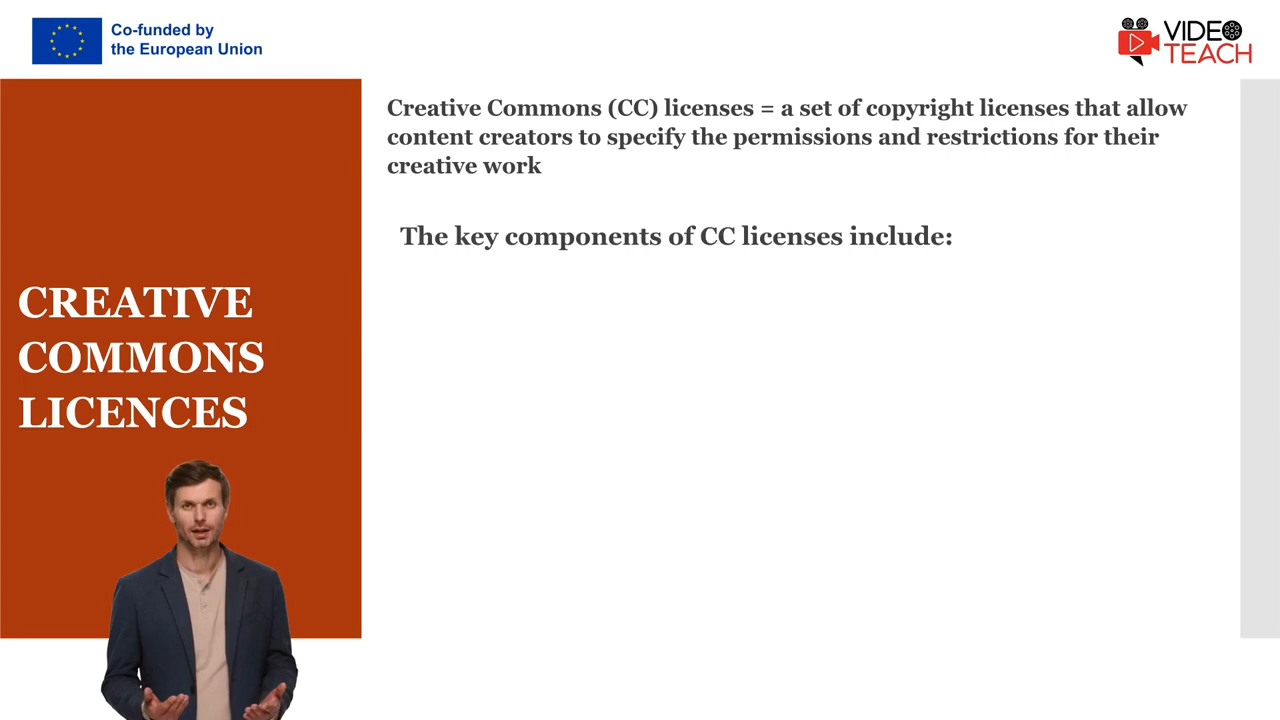 Co-funded by
the European Union
VIDEO
TEACH
Creative Commons (CC) licenses = a set of copyright licenses that allow
content creators to specify the permissions and restrictions for their
creative work
The key components of CC licenses include:
CREATIVE
COMMONS
LICENCES